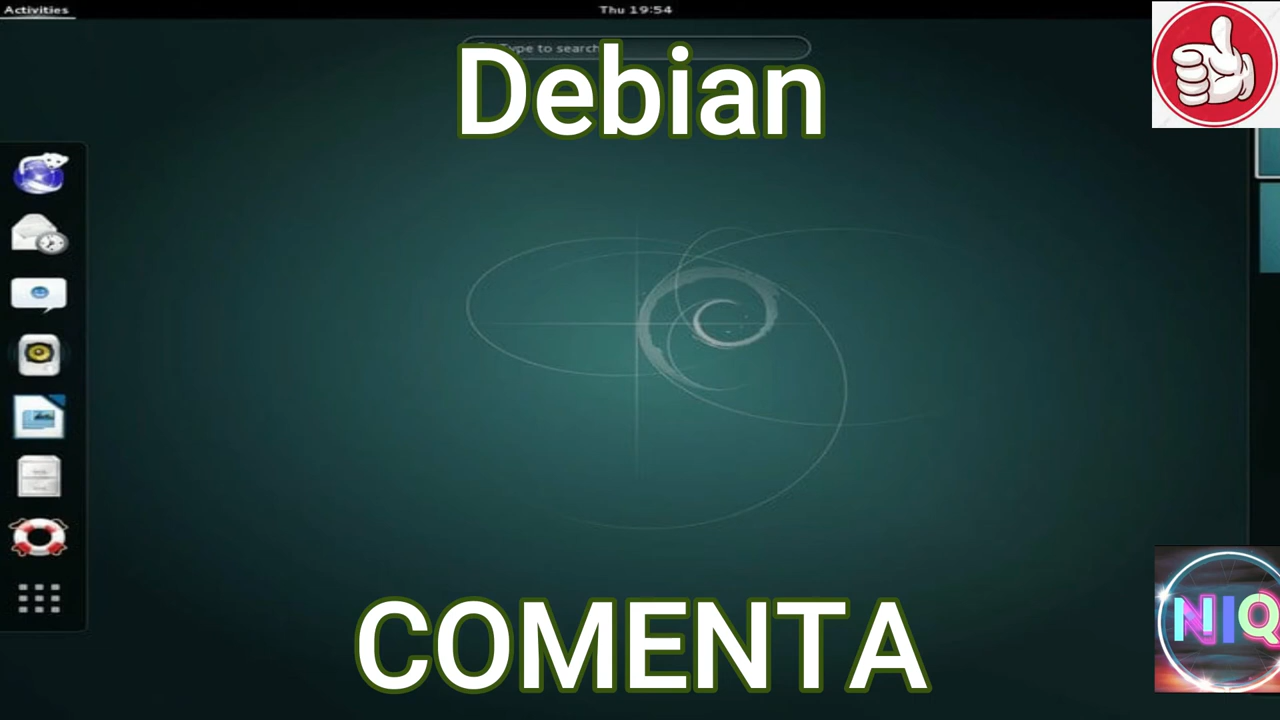 Activities
Thu 19:54
Type to search
Debian
COMENTA
NIQ